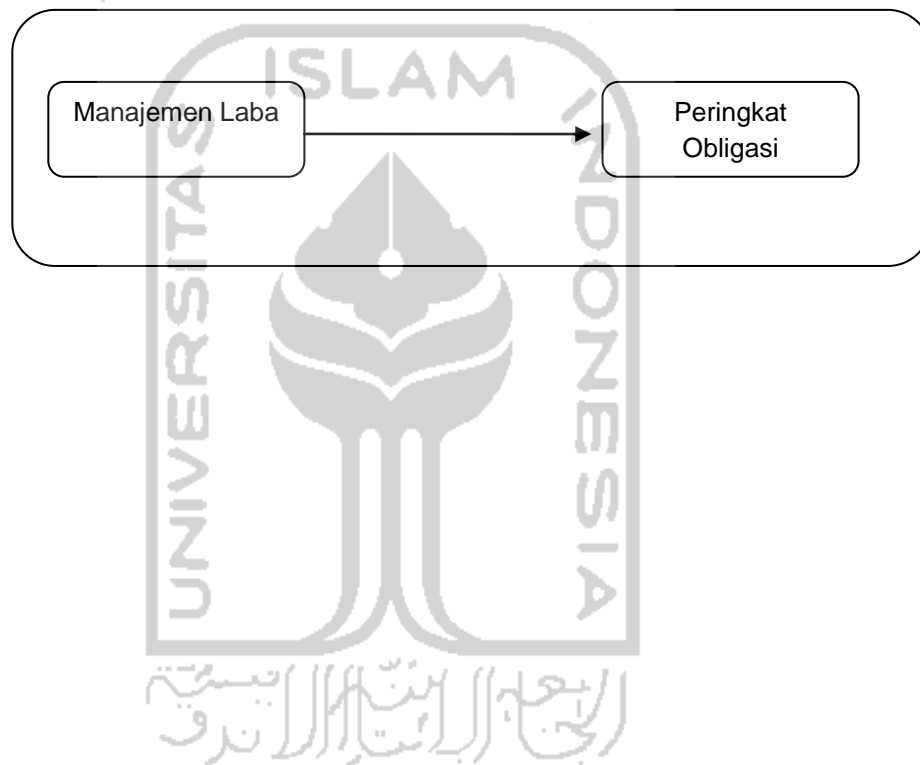 Manajemen Laba
Peringkat
Obligasi
UNIVERSITAS
ISLAM
INDONESIA